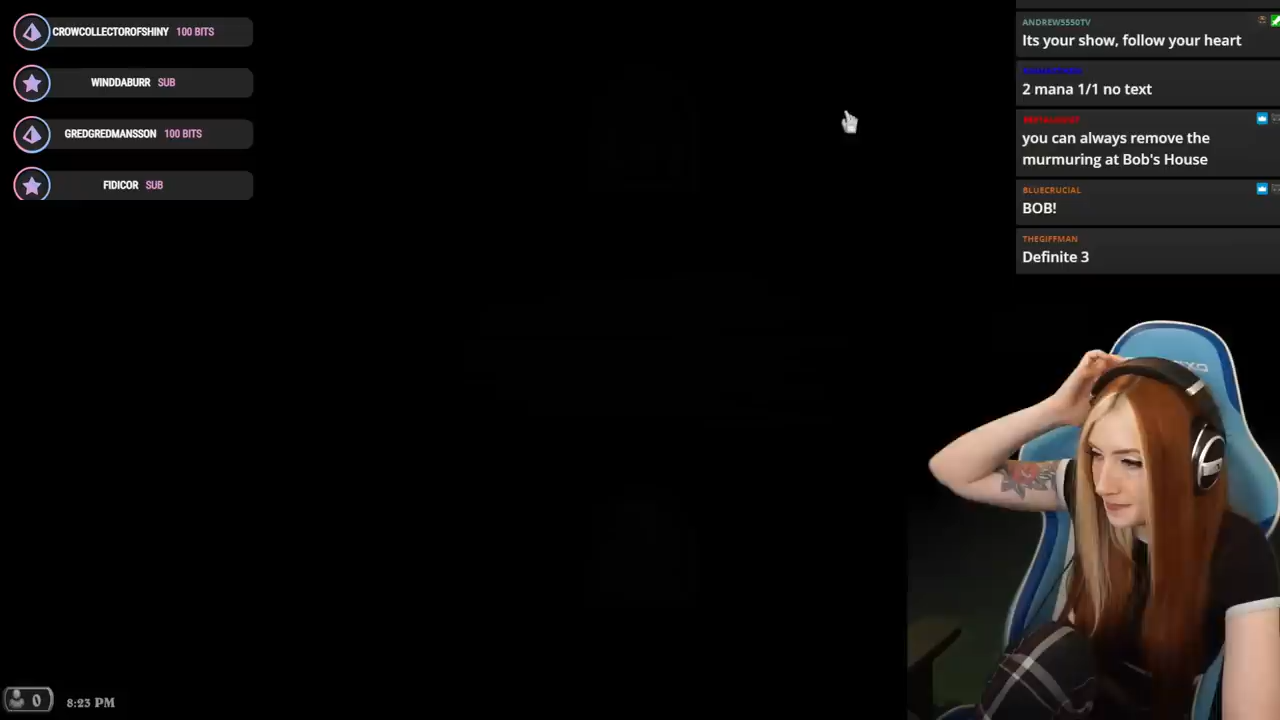 CROWCOLLECTOROFSHINY 100 BITS
WINDDABURR SUB
GREDGREDMANSSON 100 BITS
FIDICOR SUB
ANDREW5550TV
Its your show, follow your heart
2 mana 1/1 no text
you can always remove the
murmuring at Bob's House
BLUECRUCIAL
BOB!
THEGIFFMAN
Definite 3
0
8:23 PM